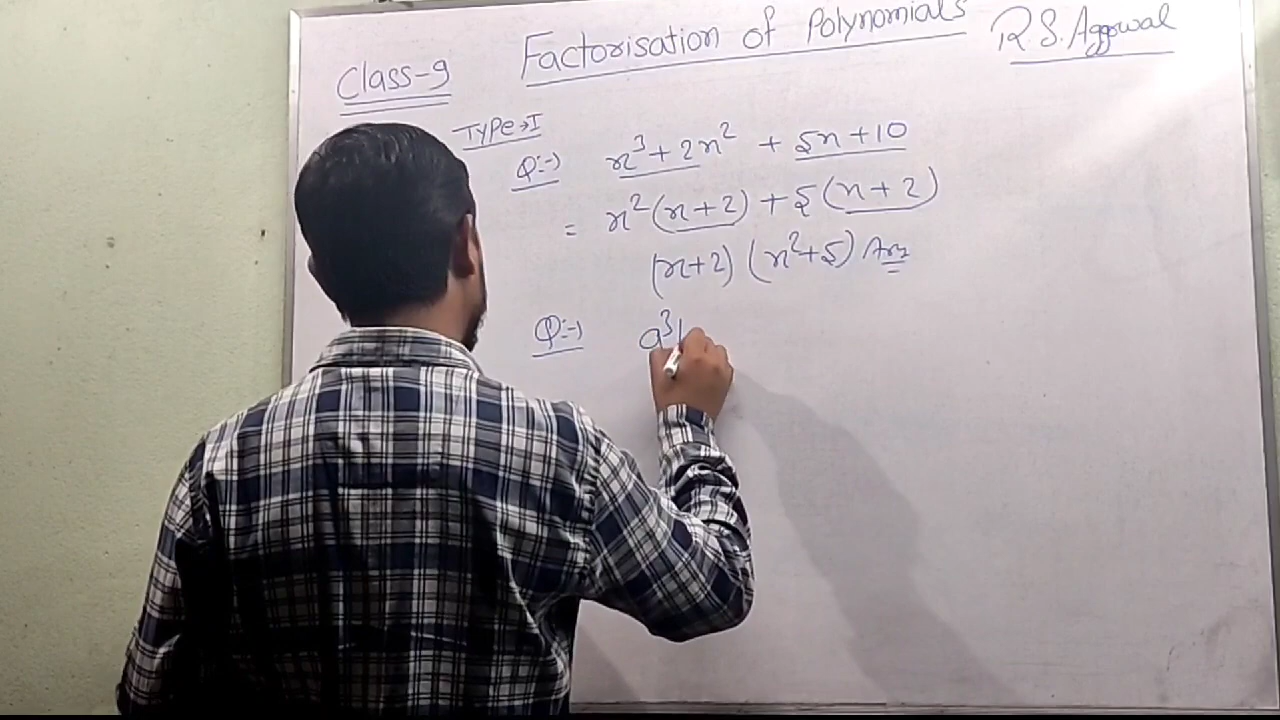 Factorisation of Polynomials R.S. Aggrwal
Class-9
Type→I
Q:→ x³+2x² + 5x+10
= x²(x+2)+5(x+2)
(x+2) (x²+5) Ans
Q:→ a³